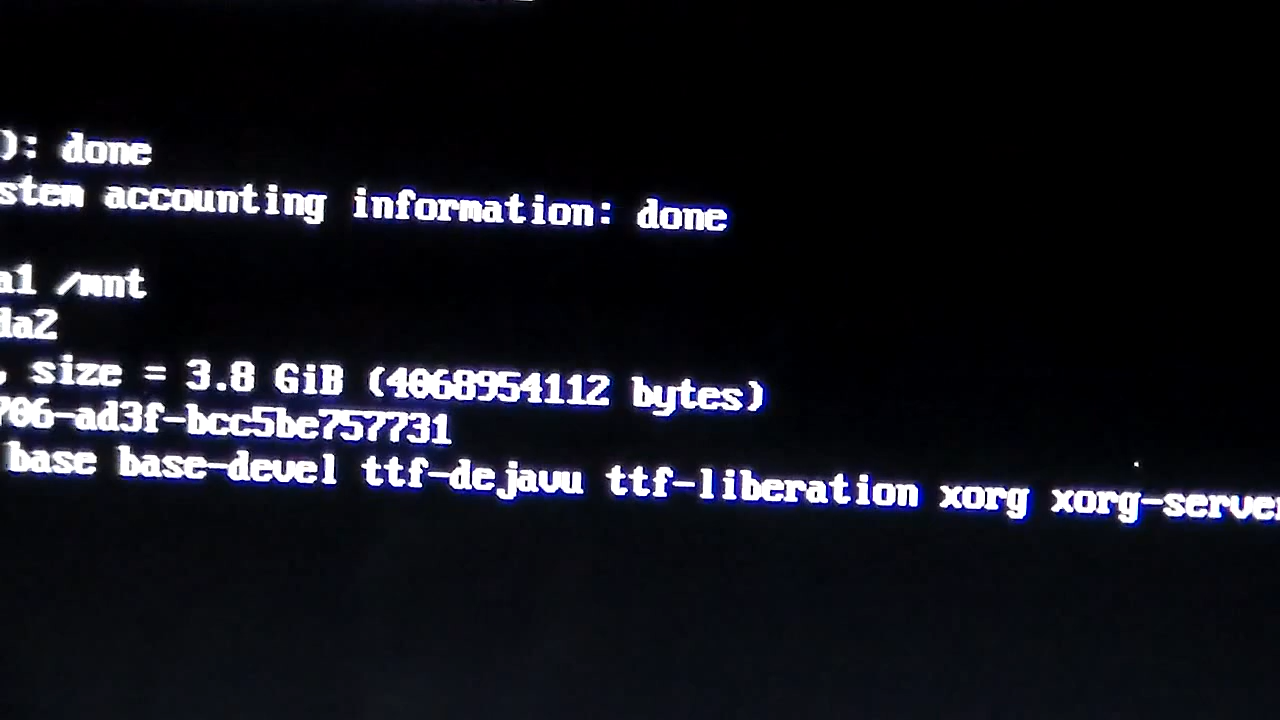 ): done
stem accounting information: done
a1 /mnt
da2
, size = 3.8 GiB (4068954112 bytes)
706-ad3f-bcc5be757731
base base-devel ttf-dejavu ttf-liberation xorg xorg-server